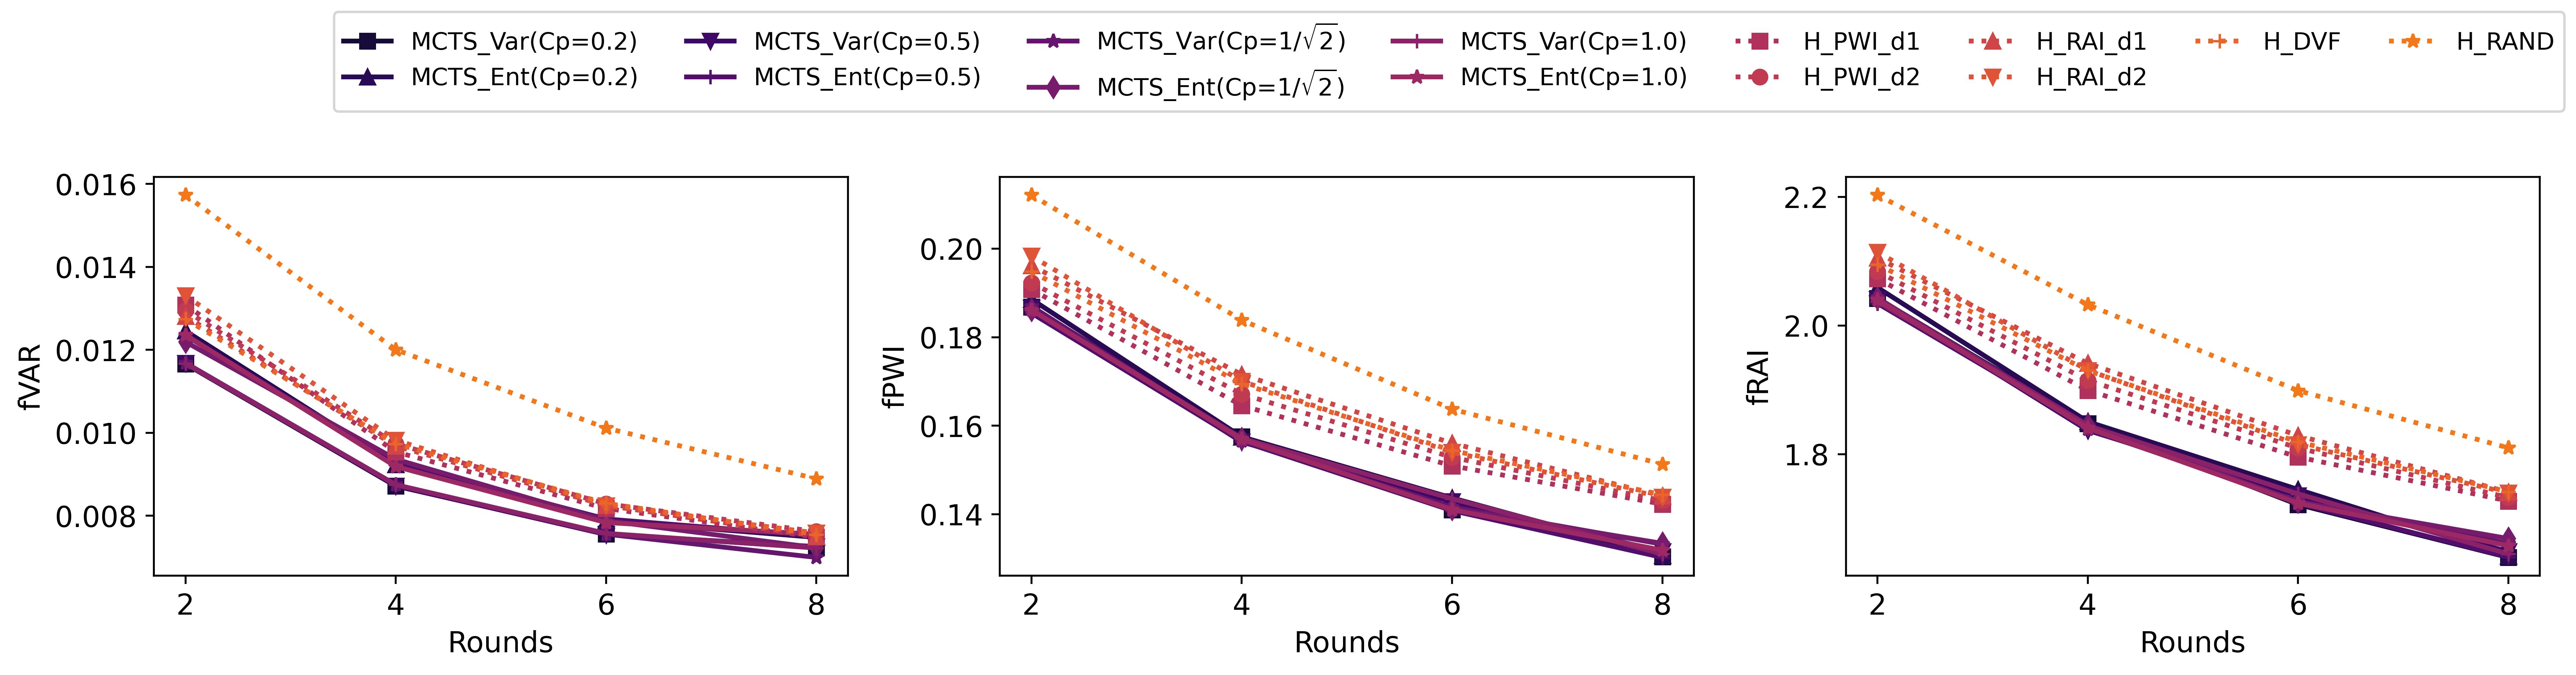 MCTS_Var(Cp=0.2) MCTS_Var(Cp=0.5) MCTS_Var(Cp=1/√2) MCTS_Var(Cp=1.0) H_PWI_d1 H_RAI_d1 H_DVF H_RAND
MCTS_Ent(Cp=0.2) MCTS_Ent(Cp=0.5) MCTS_Ent(Cp=1/√2) MCTS_Ent(Cp=1.0) H_PWI_d2 H_RAI_d2
fVAR
0.016
0.014
0.012
0.010
0.008
2 4 6 8
Rounds
fPWI
0.20
0.18
0.16
0.14
2 4 6 8
Rounds
fRAI
2.2
2.0
1.8
2 4 6 8
Rounds